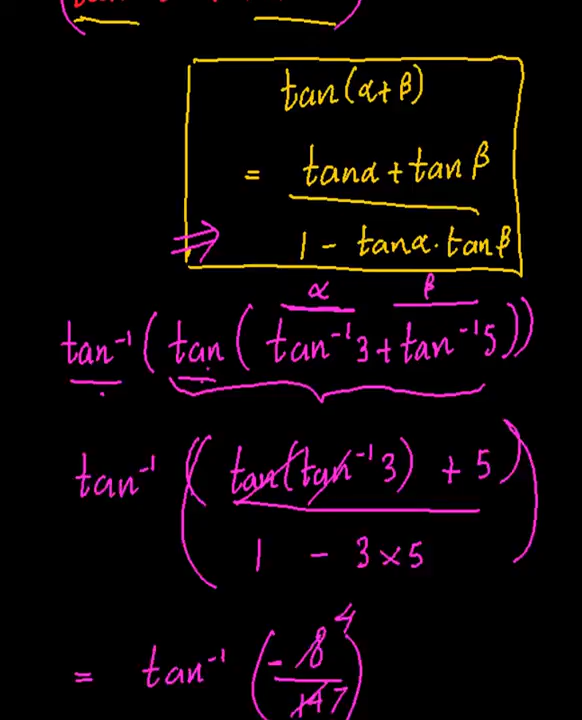 tan(α+β)
= tanα + tan β
1 - tanα · tanβ
⇒
α β
tan⁻¹ ( tan ( tan⁻¹3 + tan⁻¹5 ))
tan⁻¹ ( tan(tan⁻¹3) + 5 )
1 - 3×5
4
= tan⁻¹ ( -8
14 7 )